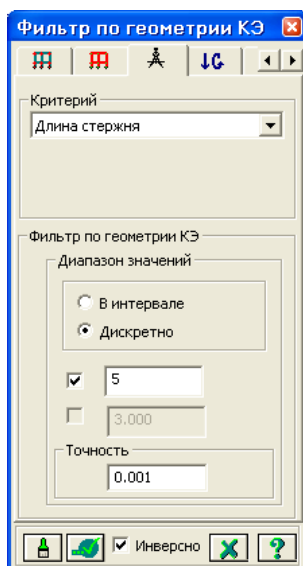 Фильтр по геометрии КЭ
Критерий
Длина стержня
Фильтр по геометрии КЭ
Диапазон значений
В интервале
Дискретно
5
3.000
Точность
0.001
Инверсно
?